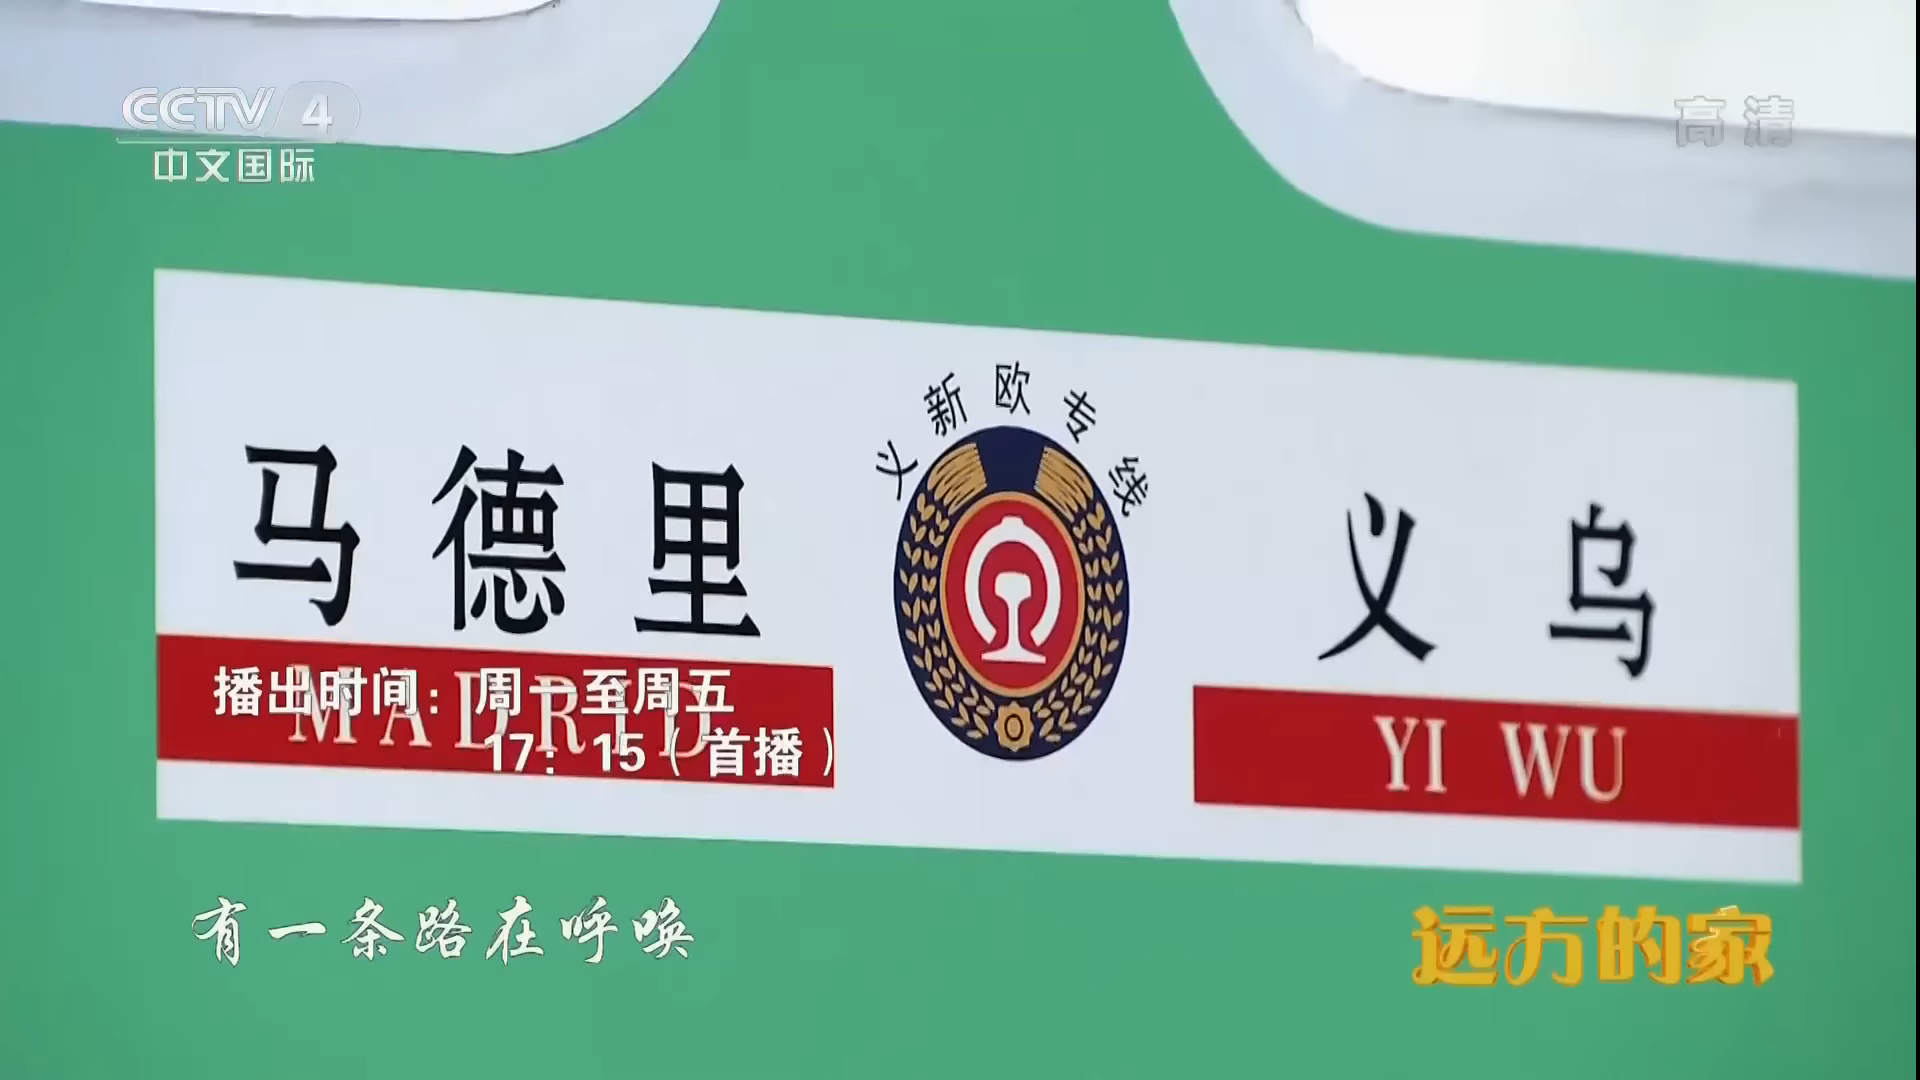 CCTV 4
中文国际
高清
义新欧专线
马德里
义乌
MADRID
YI WU
播出时间：周一至周五
17：15（首播）
有一条路在呼唤
远方的家